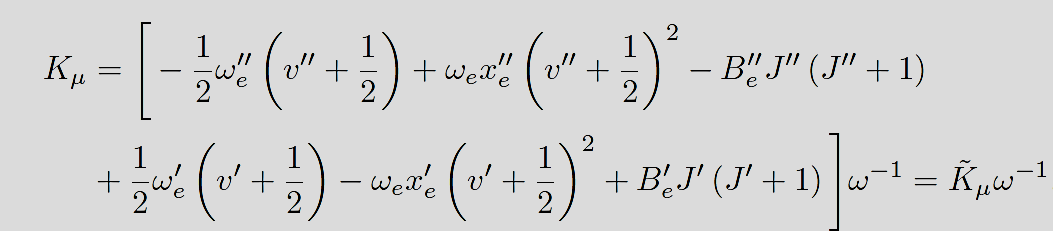 K_μ = [ − 1/2 ω″_e (v″ + 1/2) + ω_e x″_e (v″ + 1/2)² − B″_e J″ (J″ + 1)
+ 1/2 ω′_e (v′ + 1/2) − ω_e x′_e (v′ + 1/2)² + B′_e J′ (J′ + 1) ] ω⁻¹ = K̃_μ ω⁻¹